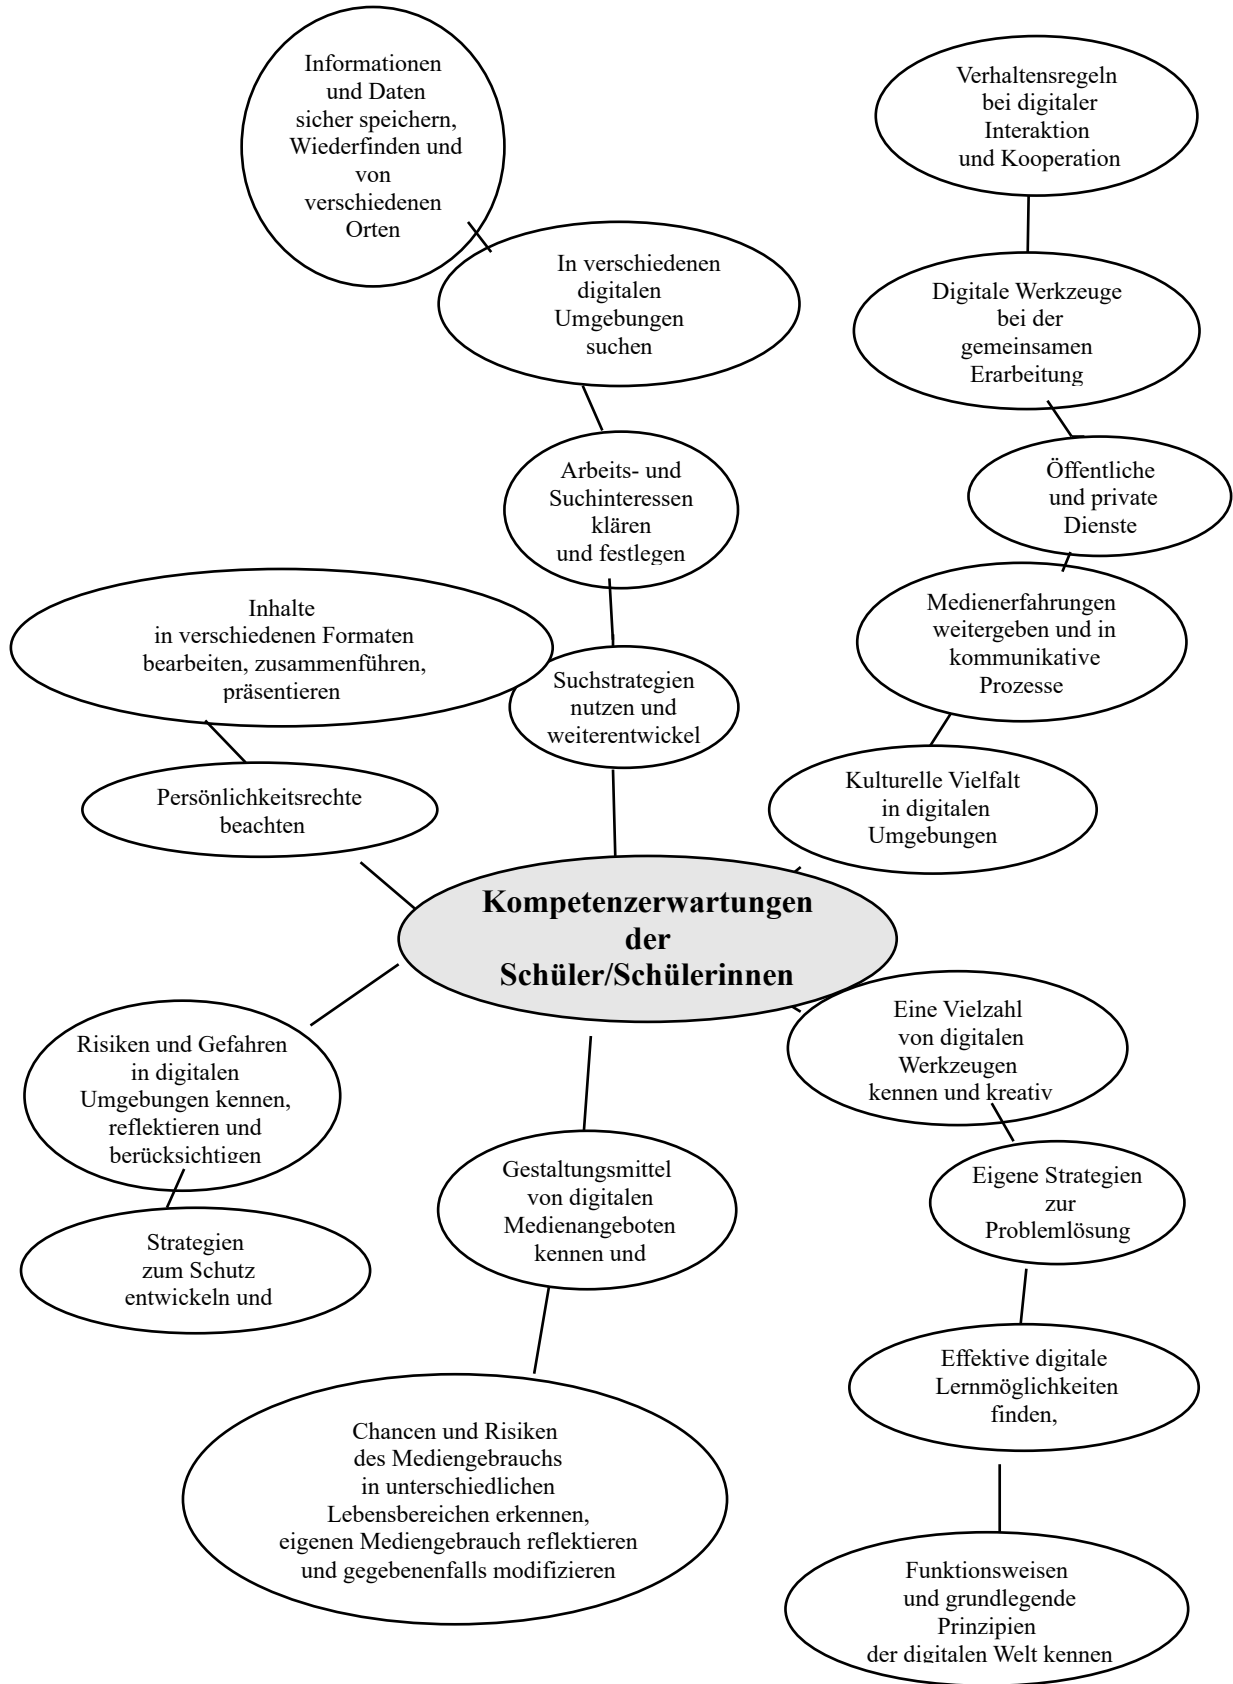 Informationen
und Daten
sicher speichern,
Wiederfinden und
von
verschiedenen
Orten
Verhaltensregeln
bei digitaler
Interaktion
und Kooperation
In verschiedenen
digitalen
Umgebungen
suchen
Digitale Werkzeuge
bei der
gemeinsamen
Erarbeitung
Arbeits- und
Suchinteressen
klären
und festlegen
Öffentliche
und private
Dienste
Inhalte
in verschiedenen Formaten
bearbeiten, zusammenführen,
präsentieren
Medienerfahrungen
weitergeben und in
kommunikative
Prozesse
Suchstrategien
nutzen und
weiterentwickel
Persönlichkeitsrechte
beachten
Kulturelle Vielfalt
in digitalen
Umgebungen
Kompetenzerwartungen
der
Schüler/Schülerinnen
Risiken und Gefahren
in digitalen
Umgebungen kennen,
reflektieren und
berücksichtigen
Eine Vielzahl
von digitalen
Werkzeugen
kennen und kreativ
Gestaltungsmittel
von digitalen
Medienangeboten
kennen und
Eigene Strategien
zur
Problemlösung
Strategien
zum Schutz
entwickeln und
Effektive digitale
Lernmöglichkeiten
finden,
Chancen und Risiken
des Mediengebrauchs
in unterschiedlichen
Lebensbereichen erkennen,
eigenen Mediengebrauch reflektieren
und gegebenenfalls modifizieren
Funktionsweisen
und grundlegende
Prinzipien
der digitalen Welt kennen